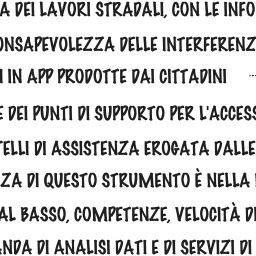 A DEI LAVORI STRADALI, CON LE INFO
ONSAPEVOLEZZA DELLE INTERFERENZ
I IN APP PRODOTTE DAI CITTADINI ...
E DEI PUNTI DI SUPPORTO PER L'ACCESS
TELLI DI ASSISTENZA EROGATA DALLE
ZA DI QUESTO STRUMENTO È NELLA
AL BASSO, COMPETENZE, VELOCITÀ DI
ANDA DI ANALISI DATI E DI SERVIZI DI